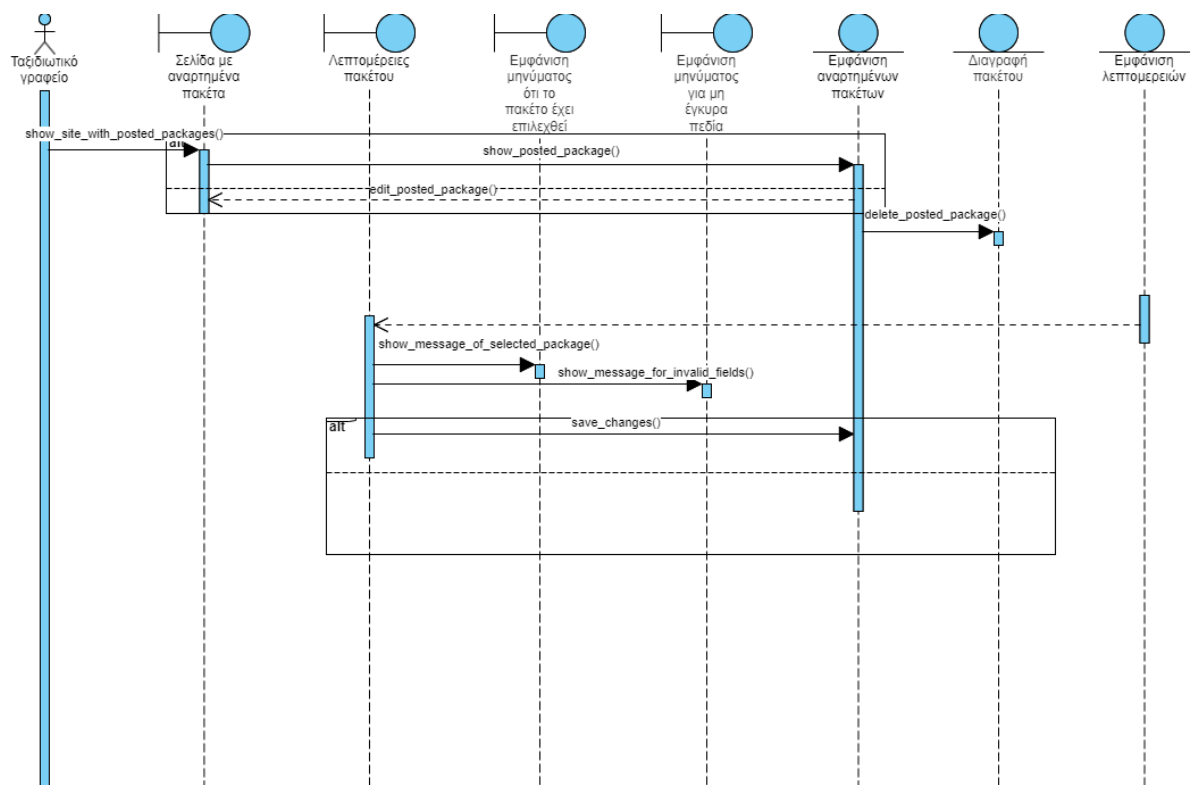 Ταξιδιωτικό
γραφείο
Σελίδα με
αναρτημένα
πακέτα
Λεπτομέρειες
πακέτου
Εμφάνιση
μηνύματος
ότι το
πακέτο έχει
επιλεχθεί
Εμφάνιση
μηνύματος
για μη
έγκυρα
πεδία
Εμφάνιση
αναρτημένων
πακέτων
Διαγραφή
πακέτου
Εμφάνιση
λεπτομερειών
show_site_with_posted_packages()
alt
show_posted_package()
edit_posted_package()
delete_posted_package()
show_message_of_selected_package()
show_message_for_invalid_fields()
alt
save_changes()